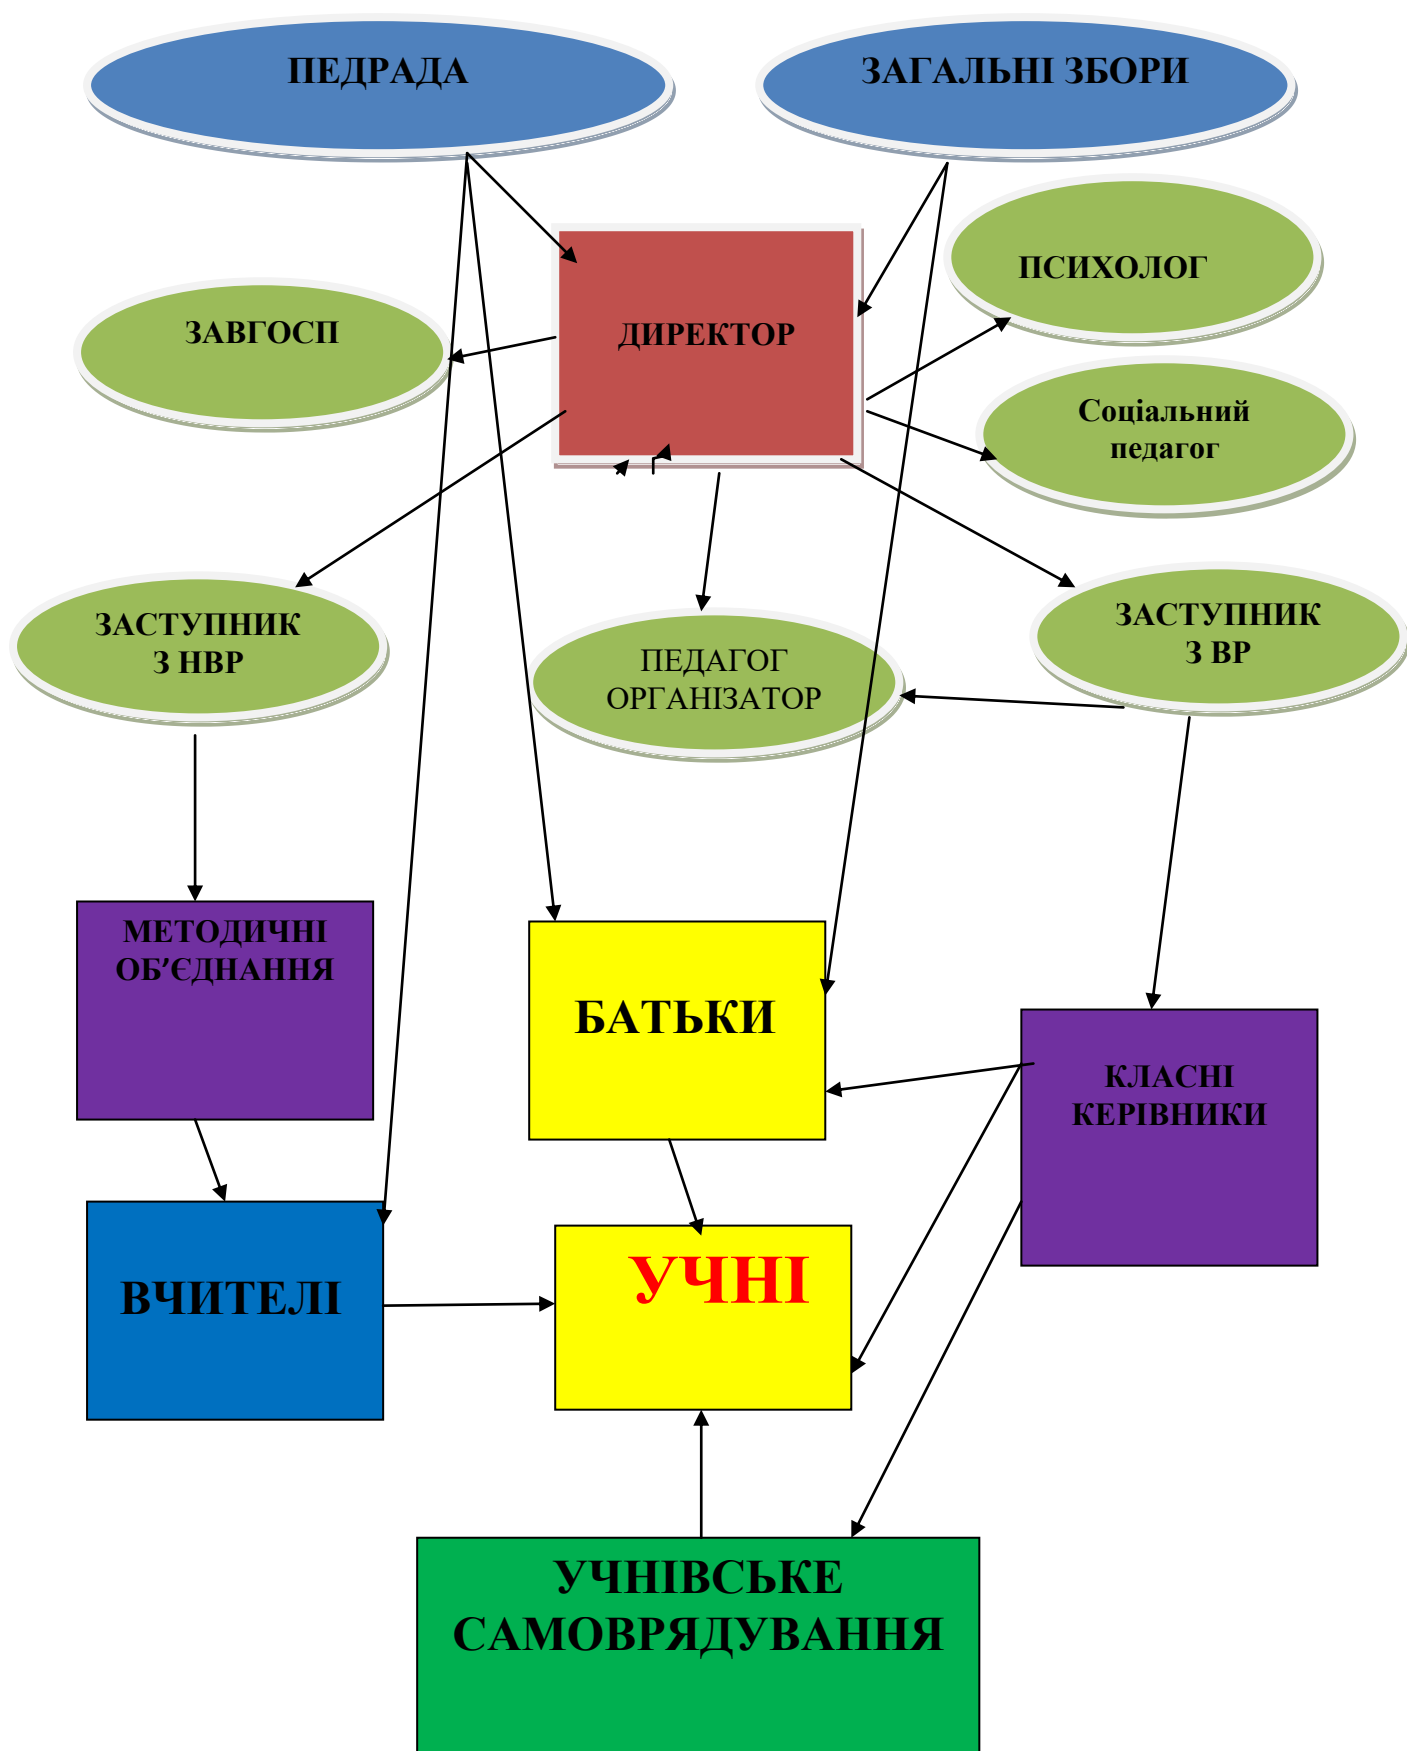 ПЕДРАДА
ЗАГАЛЬНІ ЗБОРИ
ПСИХОЛОГ
ЗАВГОСП
ДИРЕКТОР
Соціальний
педагог
ЗАСТУПНИК
З НВР
ПЕДАГОГ
ОРГАНІЗАТОР
ЗАСТУПНИК
З ВР
МЕТОДИЧНІ
ОБ’ЄДНАННЯ
БАТЬКИ
КЛАСНІ
КЕРІВНИКИ
ВЧИТЕЛІ
УЧНІ
УЧНІВСЬКЕ
САМОВРЯДУВАННЯ